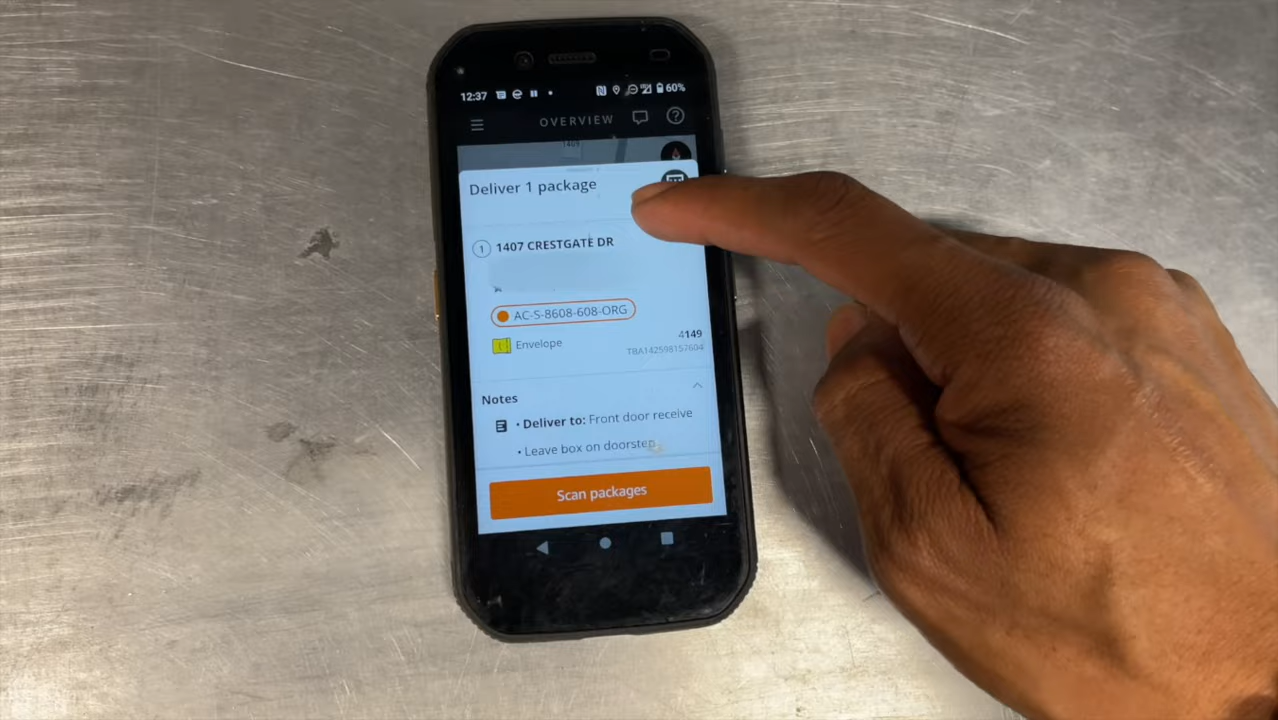 12:37 60%
OVERVIEW
1409
Deliver 1 package
1 1407 CRESTGATE DR
AC-S-8608-608-ORG
Envelope 4149
TBA142598157604
Notes
• Deliver to: Front door receive
• Leave box on doorstep
Scan packages